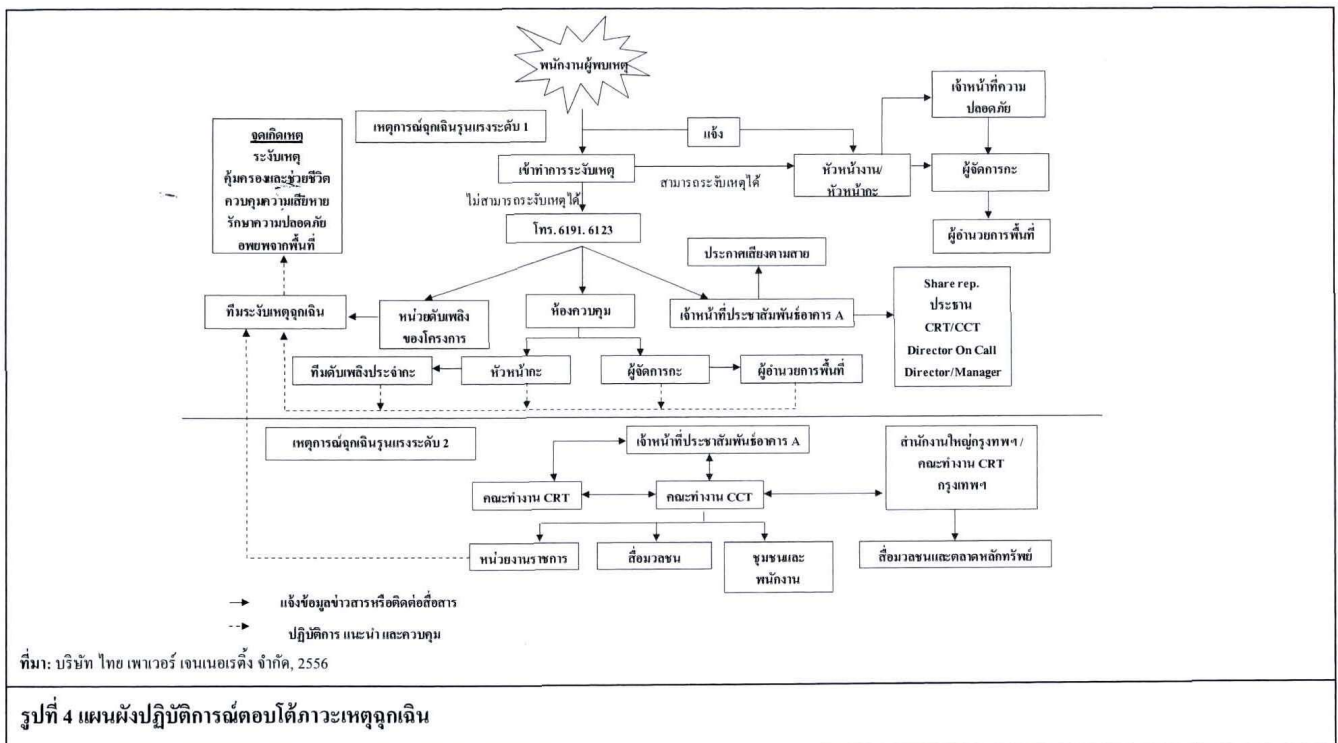 พนักงานผู้พบเหตุ
เจ้าหน้าที่ความ
ปลอดภัย
เหตุการณ์ฉุกเฉินรุนแรงระดับ 1
แจ้ง
จุดเกิดเหตุ
ระงับเหตุ
คุ้มครองและช่วยชีวิต
ควบคุมความเสียหาย
รักษาความปลอดภัย
อพยพจากพื้นที่
เข้าทำการระงับเหตุ
สามารถระงับเหตุได้
หัวหน้างาน/
หัวหน้ากะ
ผู้จัดการกะ
ไม่สามารถระงับเหตุได้
โทร. 6191. 6123
ผู้อำนวยการพื้นที่
ประกาศเสียงตามสาย
ทีมระงับเหตุฉุกเฉิน
หน่วยดับเพลิง
ของโครงการ
ห้องควบคุม
เจ้าหน้าที่ประชาสัมพันธ์อาคาร A
Share rep.
ประธาน
CRT/CCT
Director On Call
Director/Manager
ทีมดับเพลิงประจำกะ
หัวหน้ากะ
ผู้จัดการกะ
ผู้อำนวยการพื้นที่
เหตุการณ์ฉุกเฉินรุนแรงระดับ 2
เจ้าหน้าที่ประชาสัมพันธ์อาคาร A
สำนักงานใหญ่กรุงเทพฯ /
คณะทำงาน CRT
กรุงเทพฯ
คณะทำงาน CRT
คณะทำงาน CCT
หน่วยงานราชการ
สื่อมวลชน
ชุมชนและ
พนักงาน
สื่อมวลชนและตลาดหลักทรัพย์
แจ้งข้อมูลข่าวสารหรือติดต่อสื่อสาร
ปฏิบัติการ แนะนำ และควบคุม
ที่มา: บริษัท ไทย เพาเวอร์ เจนเนอเรติ้ง จำกัด, 2556
รูปที่ 4 แผนผังปฏิบัติการณ์ตอบโต้ภาวะเหตุฉุกเฉิน